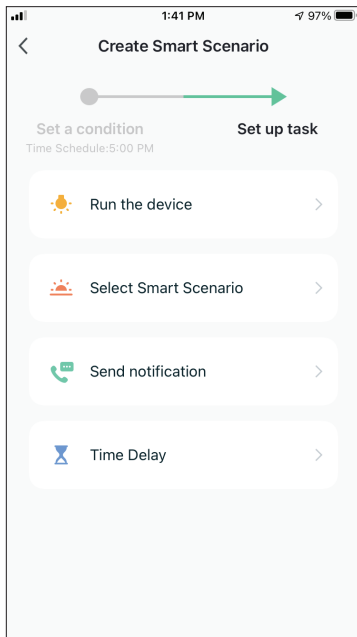 1:41 PM
97%
Create Smart Scenario
Set a condition
Set up task
Time Schedule:5:00 PM
Run the device
Select Smart Scenario
Send notification
Time Delay